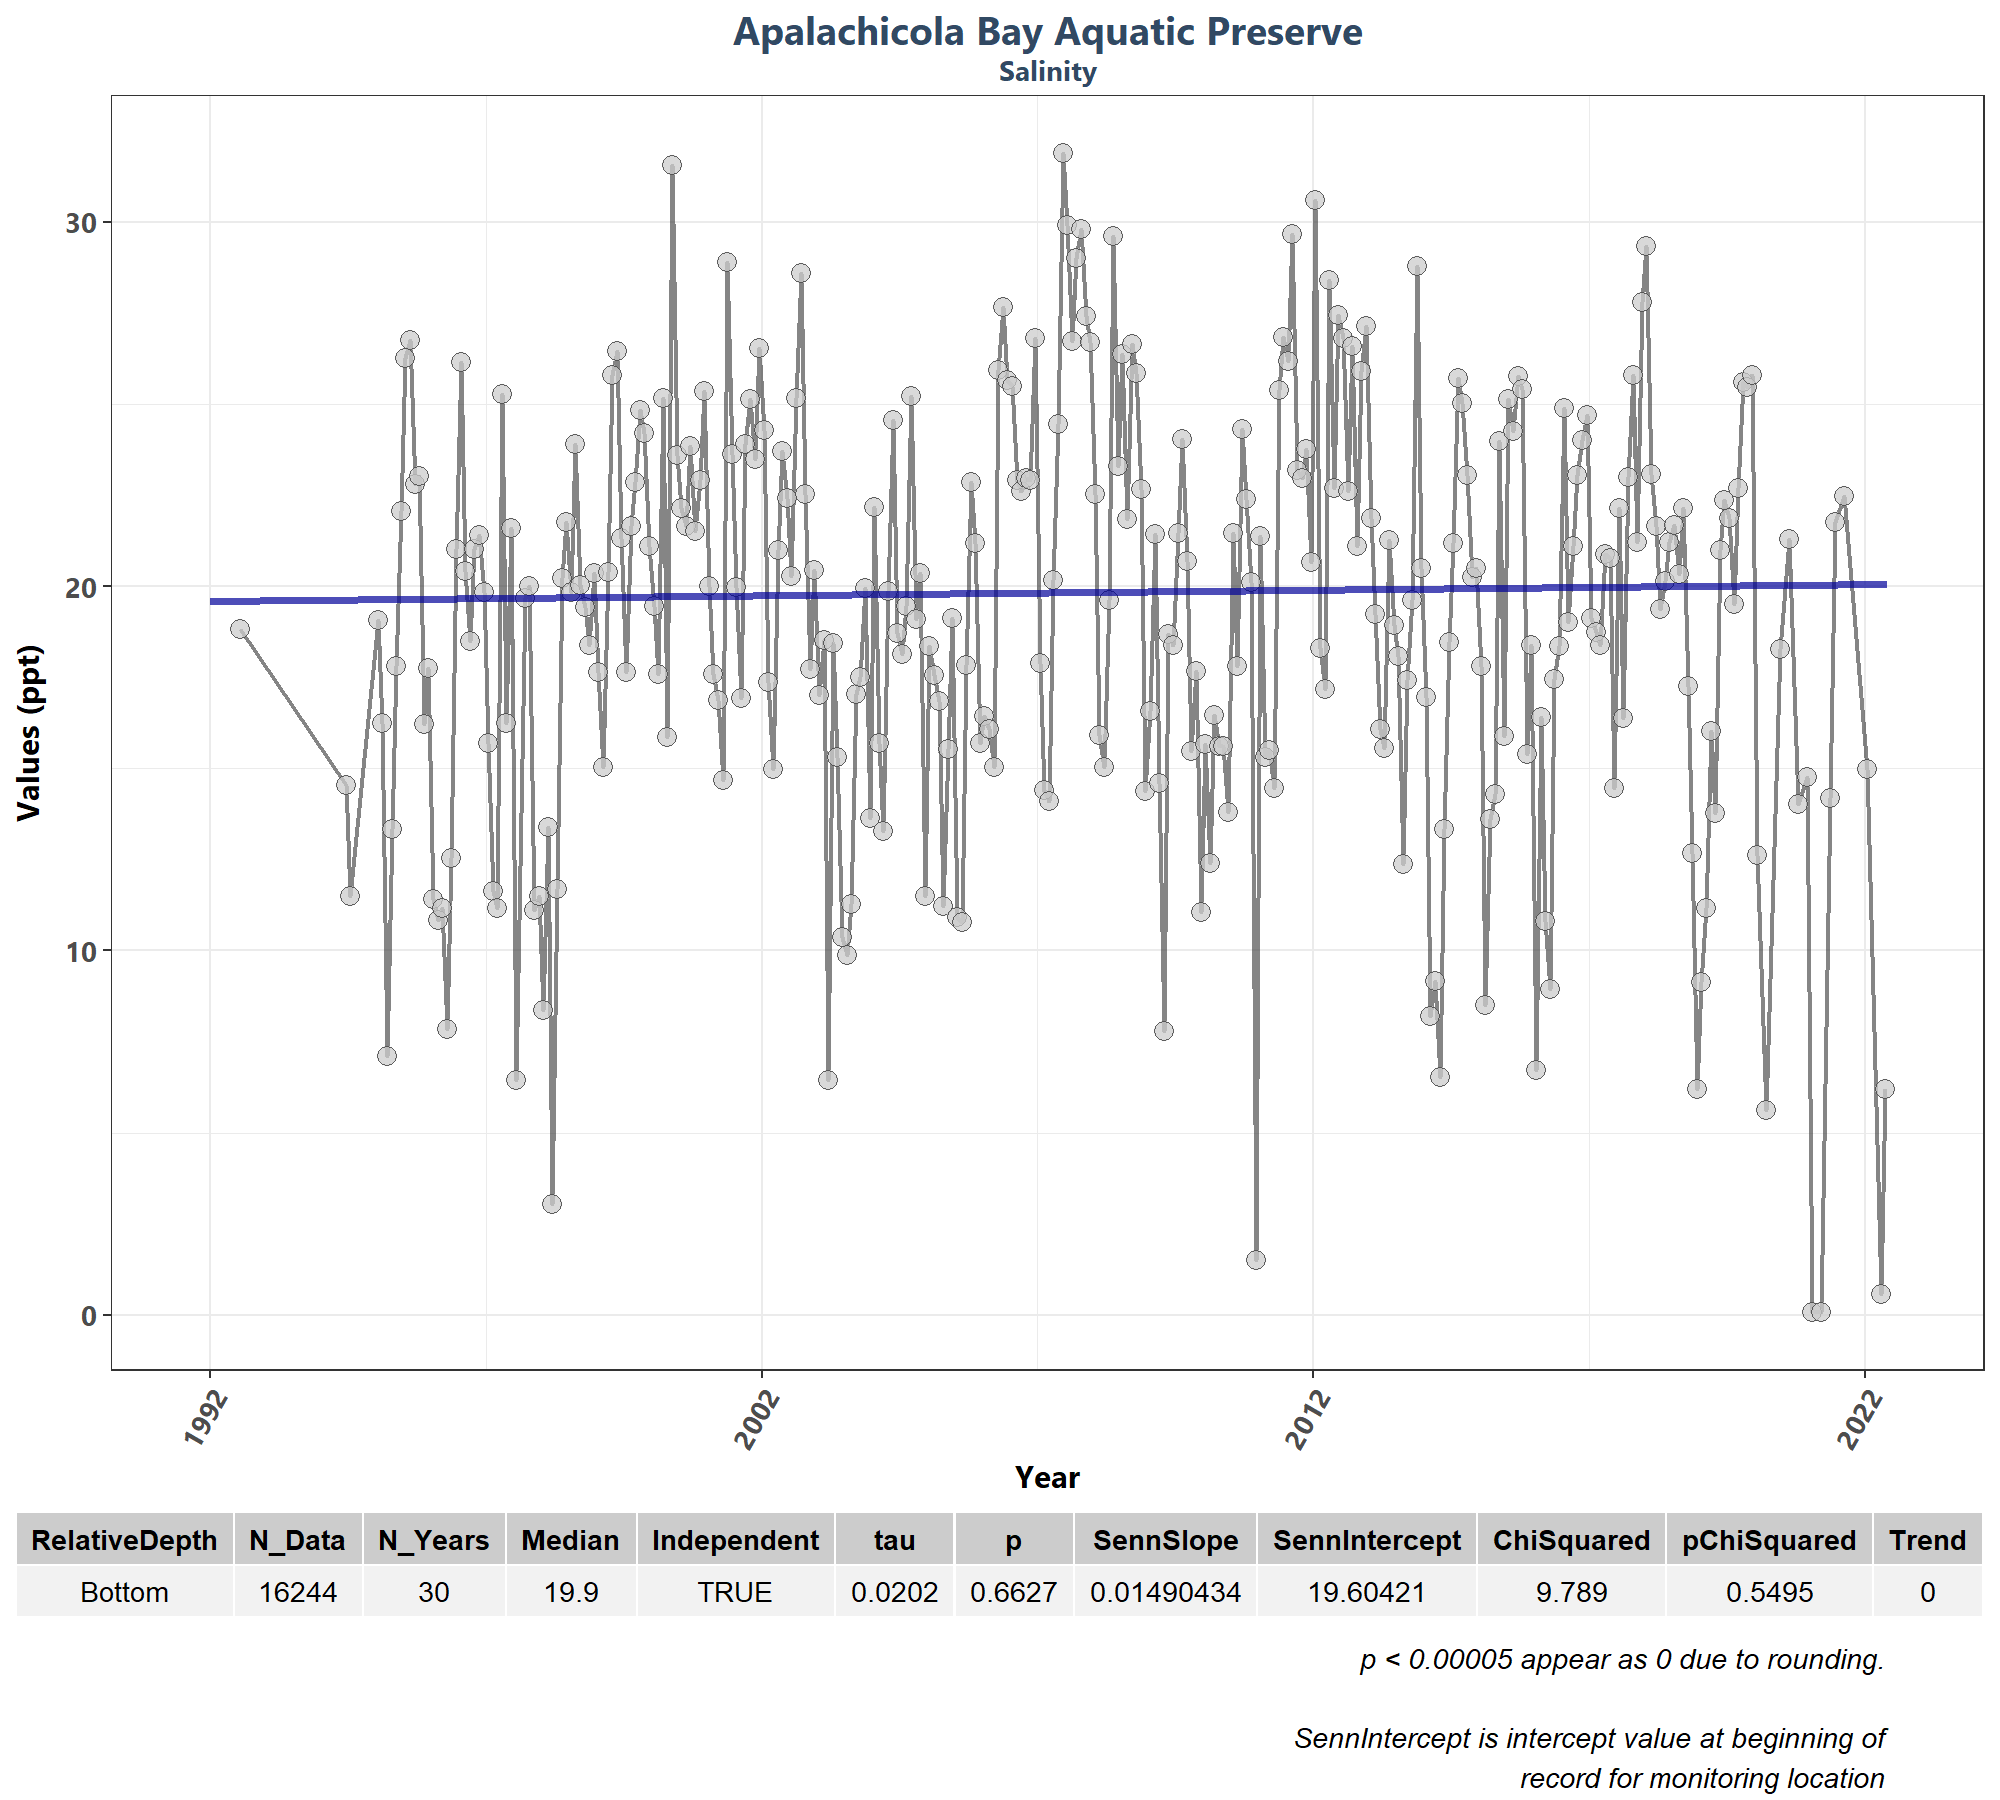 Apalachicola Bay Aquatic Preserve
Salinity
Values (ppt)
30
20
10
0
1992 2002 2012 2022
Year
RelativeDepth N_Data N_Years Median Independent tau p SennSlope SennIntercept ChiSquared pChiSquared Trend
Bottom 16244 30 19.9 TRUE 0.0202 0.6627 0.01490434 19.60421 9.789 0.5495 0
p < 0.00005 appear as 0 due to rounding.
SennIntercept is intercept value at beginning of
record for monitoring location